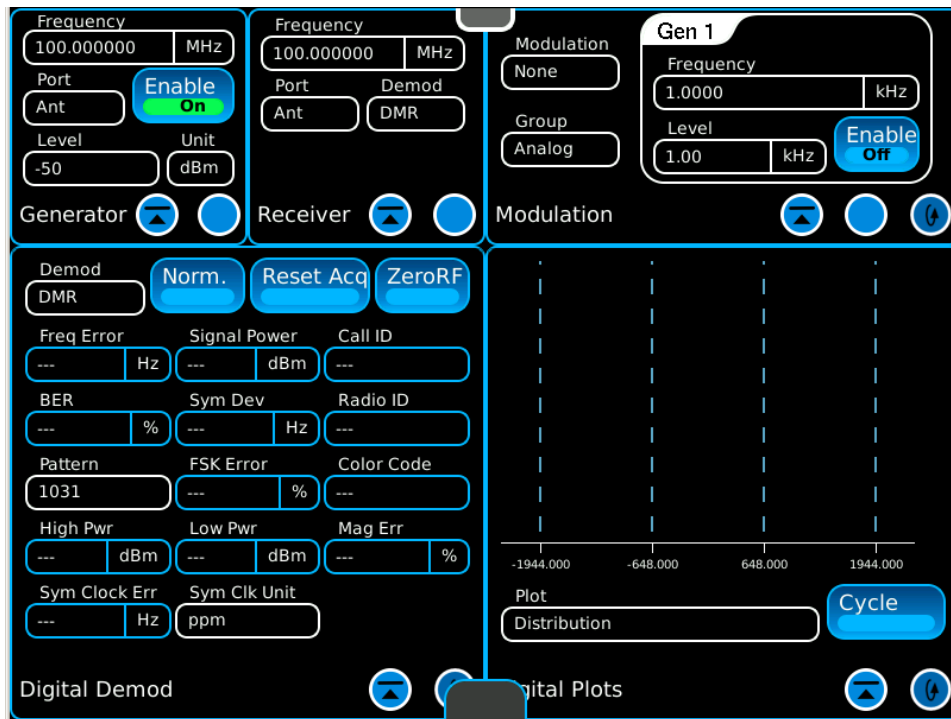 Frequency
100.000000 MHz
Port
Ant
Enable
On
Level Unit
-50 dBm
Generator
Frequency
100.000000 MHz
Port Demod
Ant DMR
Receiver
Modulation
None
Group
Analog
Gen 1
Frequency
1.0000 kHz
Level
1.00 kHz
Enable
Off
Modulation
Demod
DMR
Norm. Reset Acq ZeroRF
Freq Error Signal Power Call ID
--- Hz --- dBm ---
BER Sym Dev Radio ID
--- % --- Hz ---
Pattern FSK Error Color Code
1031 --- % ---
High Pwr Low Pwr Mag Err
--- dBm --- dBm --- %
Sym Clock Err Sym Clk Unit
--- Hz ppm
Digital Demod
-1944.000 -648.000 648.000 1944.000
Plot
Distribution
Cycle
gital Plots